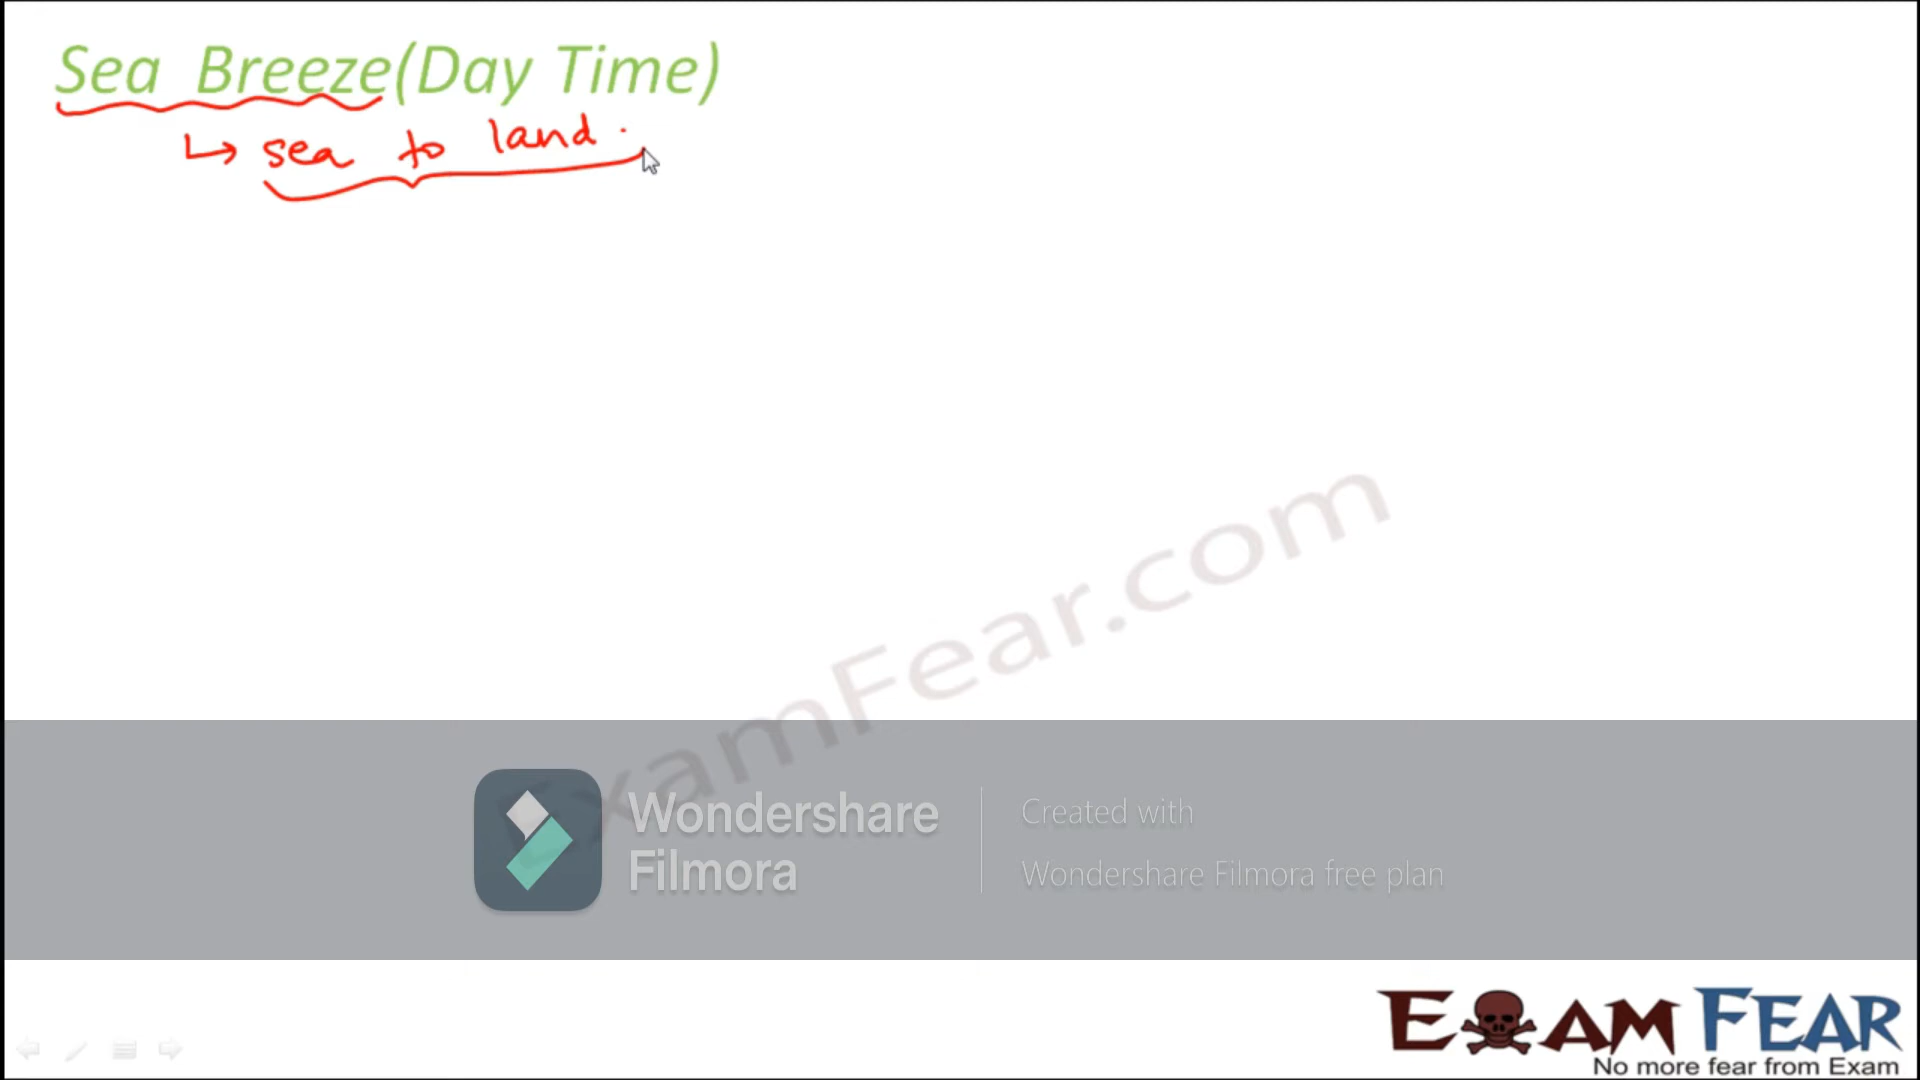 Sea Breeze(Day Time)
↳ sea to land.
ExamFear.com
Wondershare
Filmora
Created with
Wondershare Filmora free plan
EXAM FEAR
No more fear from Exam